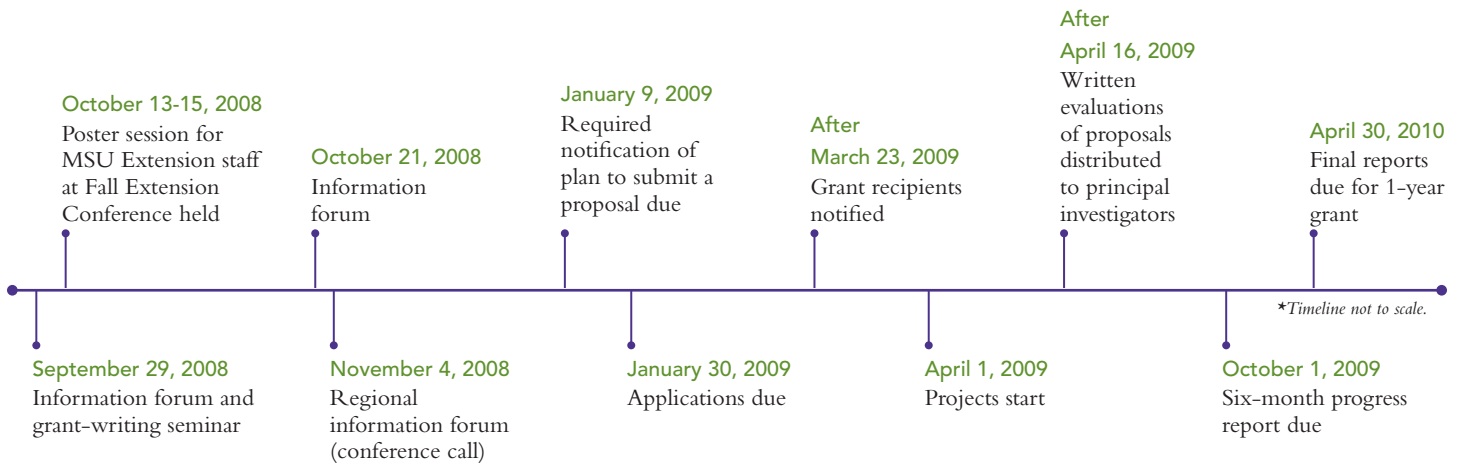 After
April 16, 2009
Written
evaluations
of proposals
distributed
to principal
investigators
October 13-15, 2008
Poster session for
MSU Extension staff
at Fall Extension
Conference held
October 21, 2008
Information
forum
January 9, 2009
Required
notification of
plan to submit a
proposal due
After
March 23, 2009
Grant recipients
notified
April 30, 2010
Final reports
due for 1-year
grant
*Timeline not to scale.
September 29, 2008
Information forum and
grant-writing seminar
November 4, 2008
Regional
information forum
(conference call)
January 30, 2009
Applications due
April 1, 2009
Projects start
October 1, 2009
Six-month progress
report due